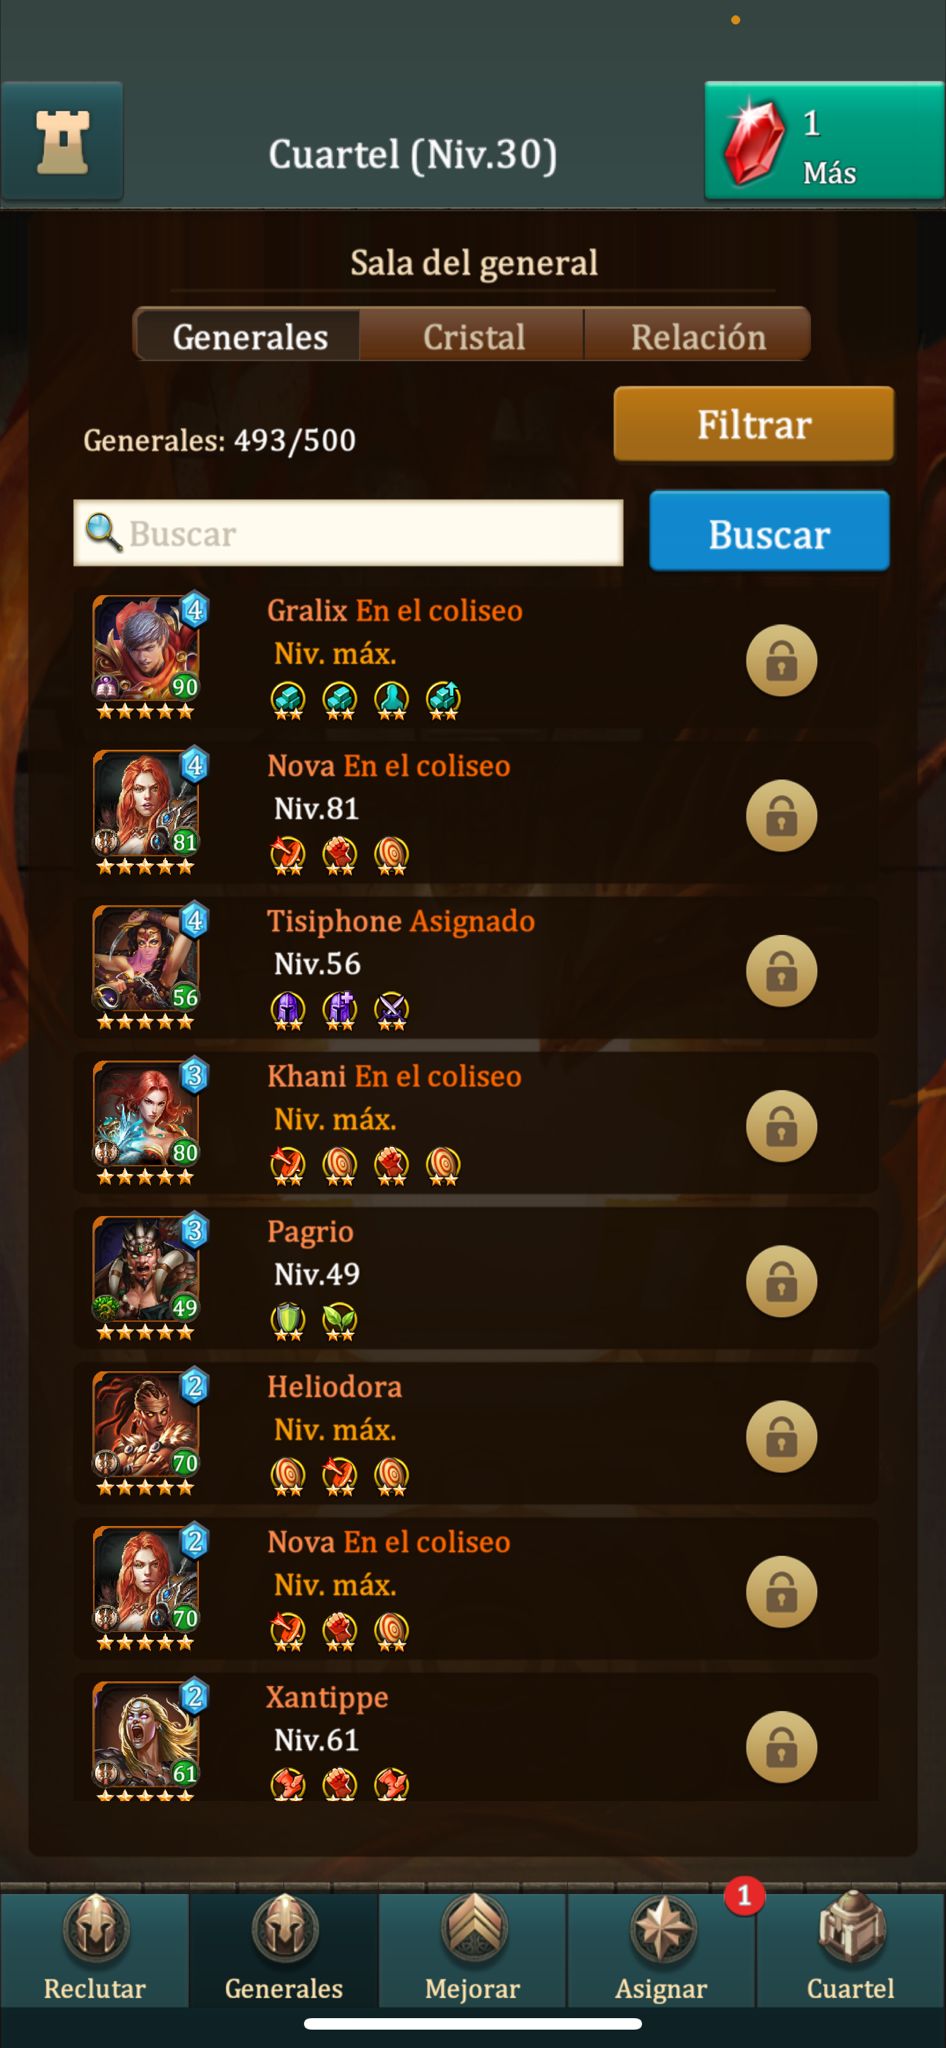 1
Cuartel (Niv.30)
Más
Sala del general
Generales
Cristal
Relación
Generales: 493/500
Filtrar
Buscar
Buscar
4
90
Gralix En el coliseo
Niv. máx.
4
81
Nova En el coliseo
Niv.81
4
56
Tisiphone Asignado
Niv.56
3
80
Khani En el coliseo
Niv. máx.
3
49
Pagrio
Niv.49
2
70
Heliodora
Niv. máx.
2
70
Nova En el coliseo
Niv. máx.
2
61
Xantippe
Niv.61
1
Reclutar
Generales
Mejorar
Asignar
Cuartel